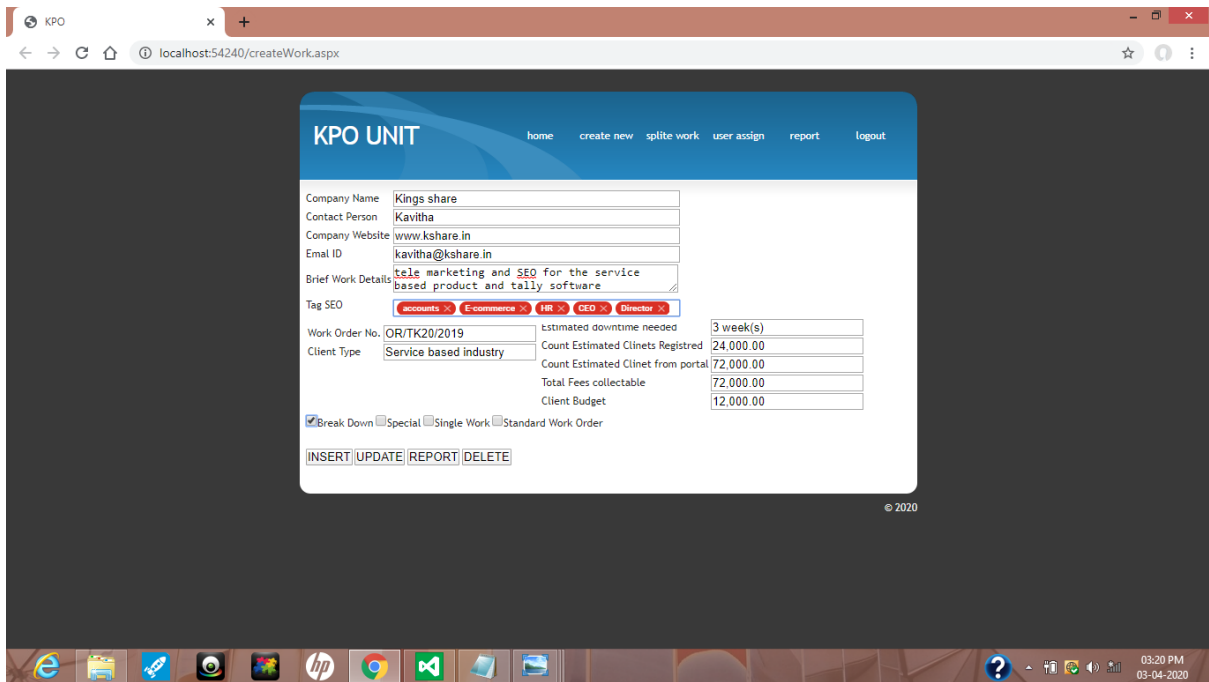 KPO
localhost:54240/createWork.aspx
KPO UNIT
home create new splite work user assign report logout
Company Name Kings share
Contact Person Kavitha
Company Website www.kshare.in
Emal ID kavitha@kshare.in
Brief Work Details tele marketing and SEO for the service
based product and tally software
Tag SEO accounts E-commerce HR CEO Director
Work Order No. OR/TK20/2019
Client Type Service based industry
Estimated downtime needed 3 week(s)
Count Estimated Clinets Registred 24,000.00
Count Estimated Clinet from portal 72,000.00
Total Fees collectable 72,000.00
Client Budget 12,000.00
Break Down Special Single Work Standard Work Order
INSERT UPDATE REPORT DELETE
© 2020
hp
03:20 PM
03-04-2020